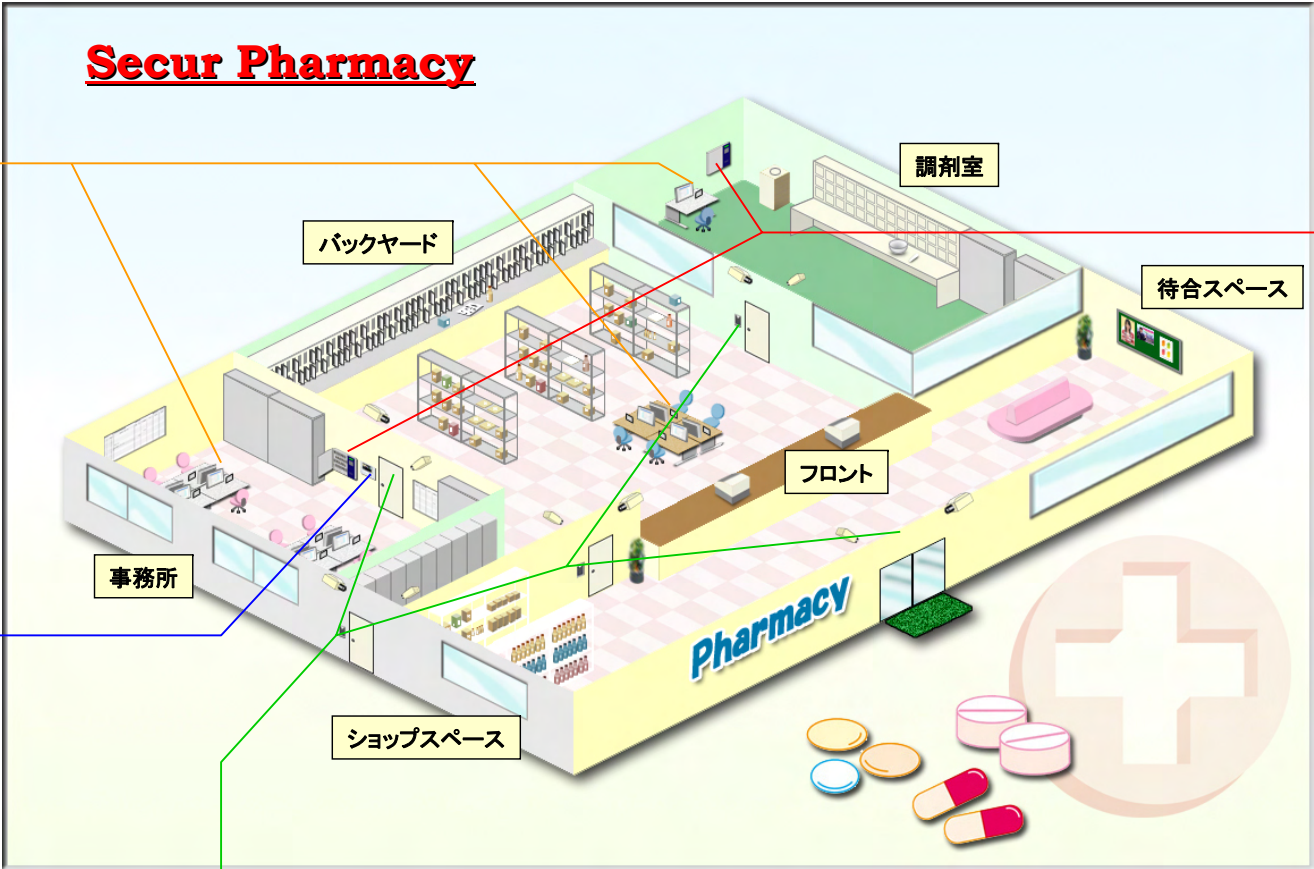 Secur Pharmacy
調剤室
バックヤード
待合スペース
フロント
事務所
Pharmacy
ショップスペース